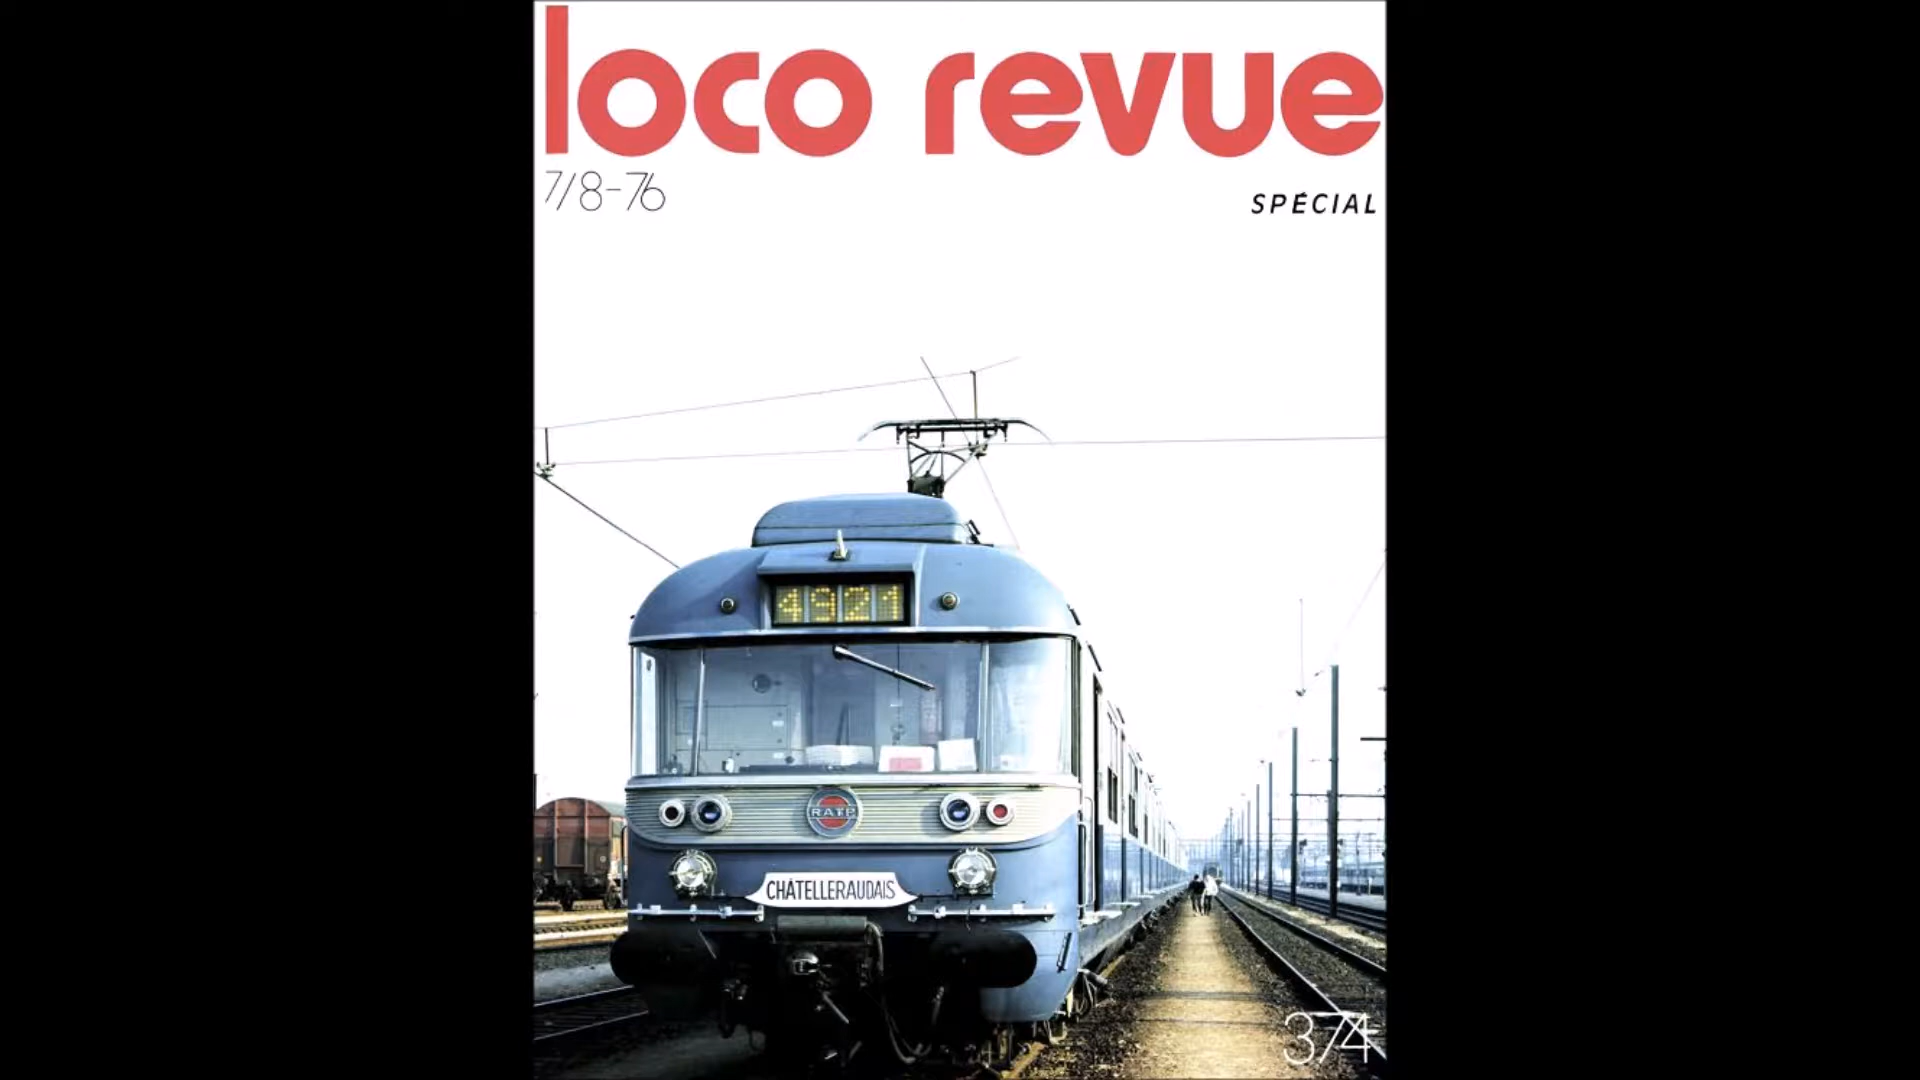 loco revue
7/8-76
SPÉCIAL
4921
RATP
CHÂTELLERAUDAIS
374